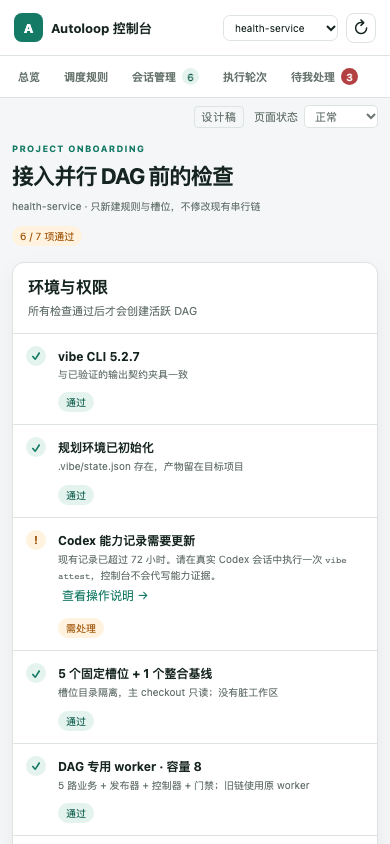 A Autoloop 控制台 health-service
总览 调度规则 会话管理 6 执行轮次 待我处理 3
设计稿 页面状态 正常
PROJECT ONBOARDING
接入并行 DAG 前的检查
health-service · 只新建规则与槽位，不修改现有串行链
6 / 7 项通过
环境与权限
所有检查通过后才会创建活跃 DAG
vibe CLI 5.2.7
与已验证的输出契约夹具一致
通过
规划环境已初始化
.vibe/state.json 存在，产物留在目标项目
通过
! Codex 能力记录需要更新
现有记录已超过 72 小时。请在真实 Codex 会话中执行一次 vibe
attest，控制台不会代写能力证据。
查看操作说明 →
需处理
5 个固定槽位 + 1 个整合基线
槽位目录隔离，主 checkout 只读；没有脏工作区
通过
DAG 专用 worker · 容量 8
5 路业务 + 发布器 + 控制器 + 门禁；旧链使用原 worker
通过